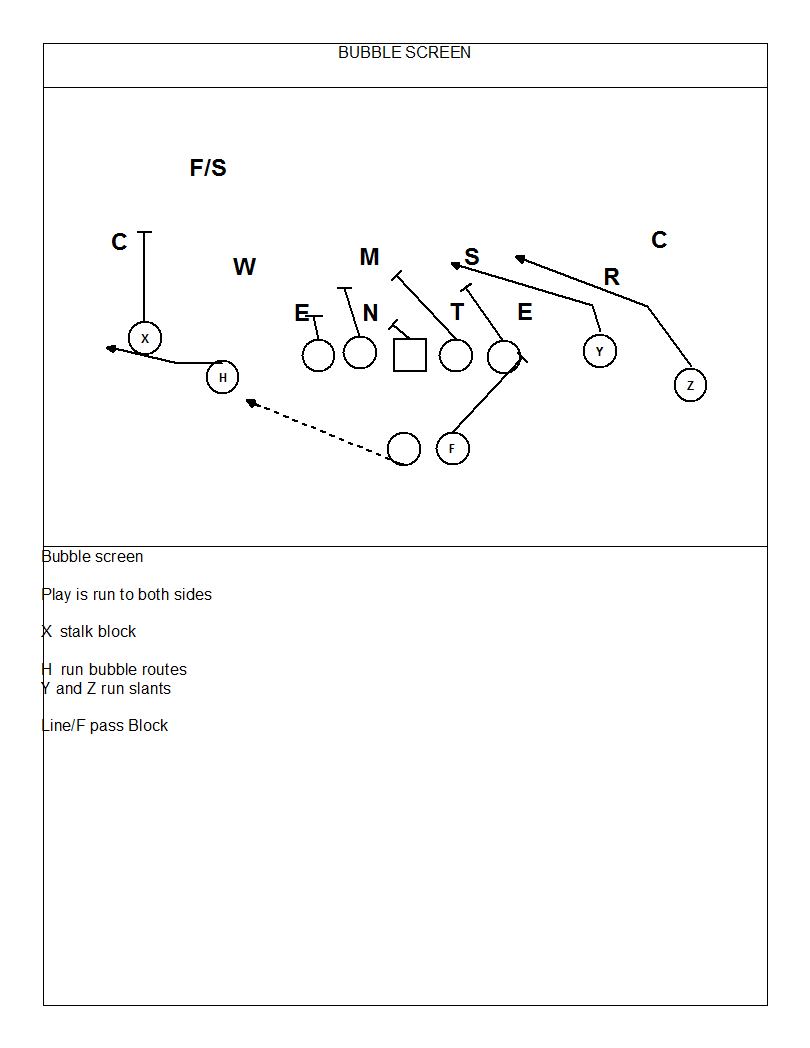 BUBBLE SCREEN
F/S
C
C
W
M
S
R
E
N
T
E
X
H
Y
Z
F
Bubble screen
Play is run to both sides
X  stalk block
H  run bubble routes
Y and Z run slants
Line/F pass Block